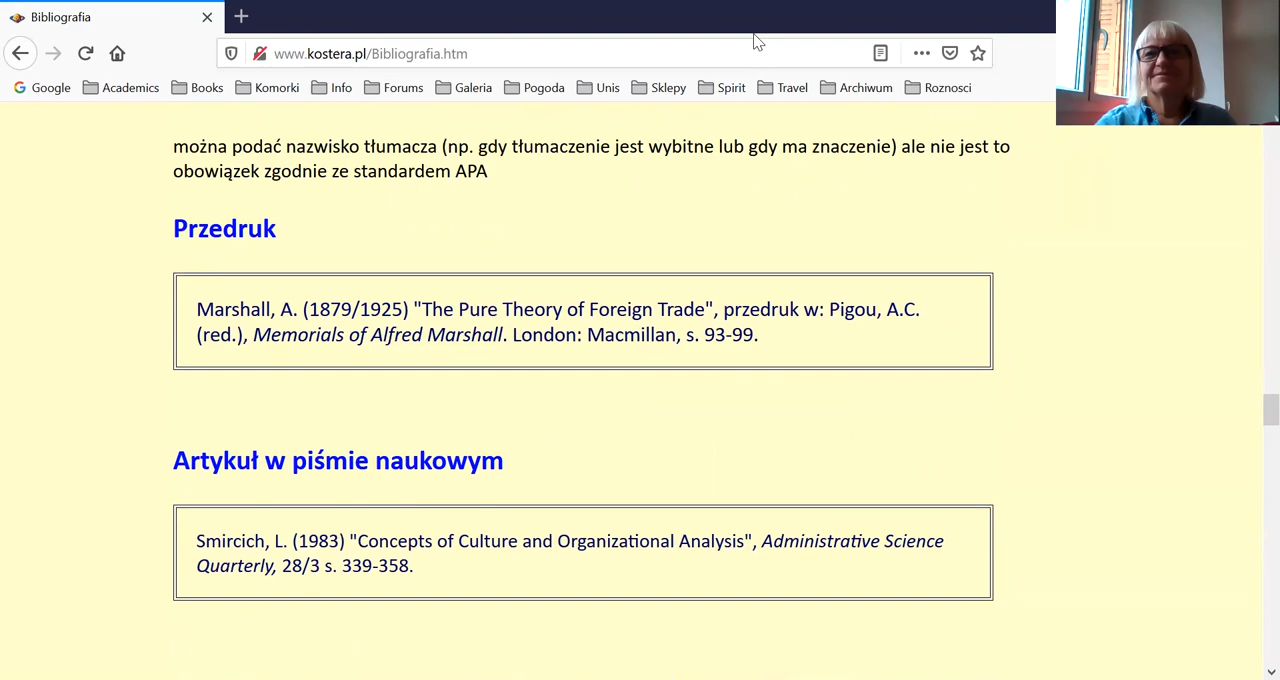 Bibliografia
www.kostera.pl/Bibliografia.htm
Google Academics Books Komorki Info Forums Galeria Pogoda Unis Sklepy Spirit Travel Archiwum Roznosci
można podać nazwisko tłumacza (np. gdy tłumaczenie jest wybitne lub gdy ma znaczenie) ale nie jest to
obowiązek zgodnie ze standardem APA
Przedruk
Marshall, A. (1879/1925) "The Pure Theory of Foreign Trade", przedruk w: Pigou, A.C.
(red.), Memorials of Alfred Marshall. London: Macmillan, s. 93-99.
Artykuł w piśmie naukowym
Smircich, L. (1983) "Concepts of Culture and Organizational Analysis", Administrative Science
Quarterly, 28/3 s. 339-358.